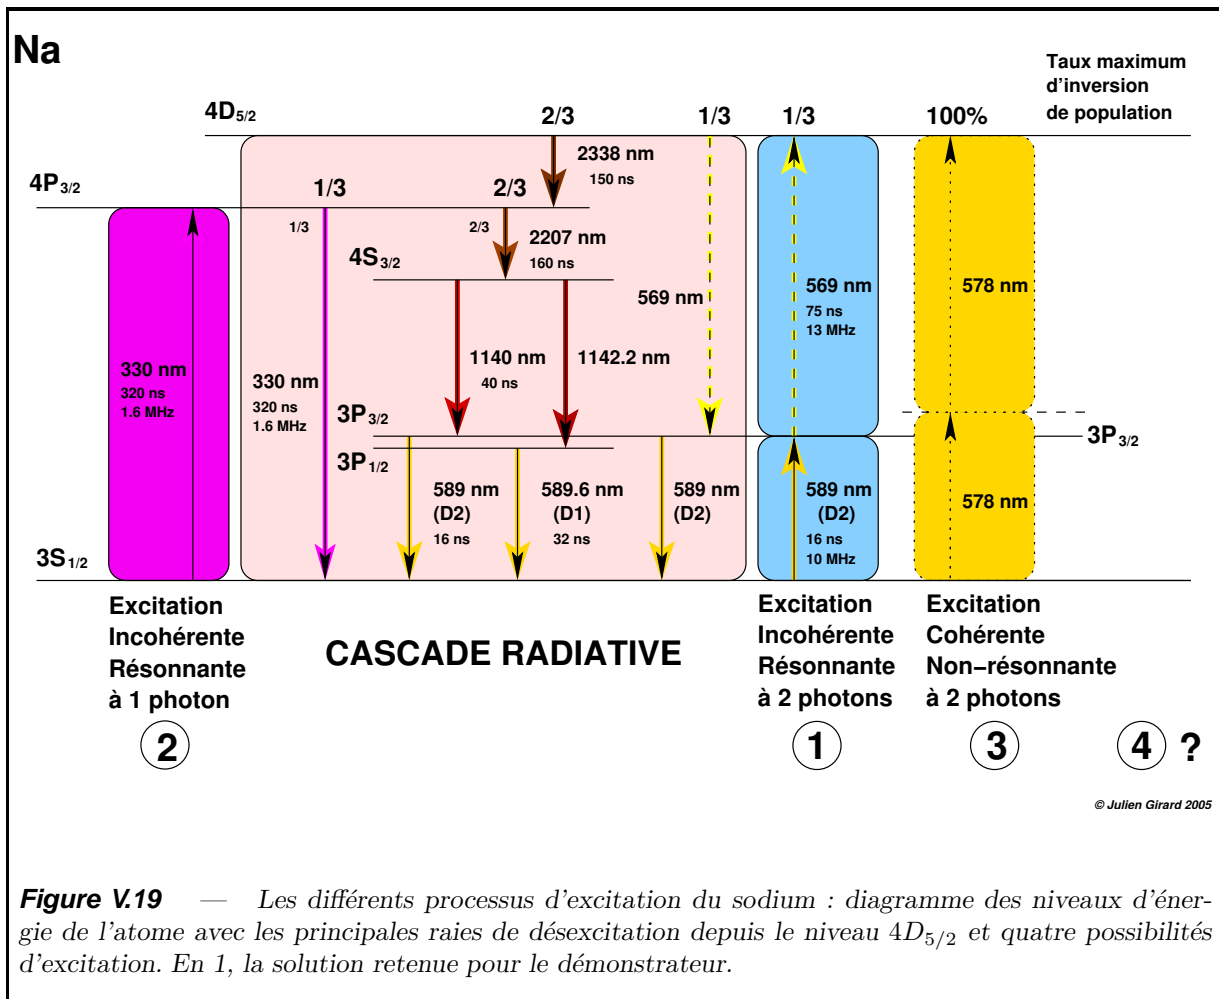 Na
Taux maximum
d'inversion
de population
4D5/2
2/3
1/3
1/3
100%
2338 nm
150 ns
4P3/2
1/3
2/3
1/3
2/3
2207 nm
160 ns
4S3/2
569 nm
569 nm
75 ns
13 MHz
578 nm
330 nm
320 ns
1.6 MHz
330 nm
320 ns
1.6 MHz
1140 nm
40 ns
1142.2 nm
3P3/2
3P3/2
3P1/2
589 nm
(D2)
16 ns
589.6 nm
(D1)
32 ns
589 nm
(D2)
589 nm
(D2)
16 ns
10 MHz
578 nm
3S1/2
Excitation
Incohérente
Résonnante
à 1 photon
2
CASCADE RADIATIVE
Excitation
Incohérente
Résonnante
à 2 photons
1
Excitation
Cohérente
Non−résonnante
à 2 photons
3
4 ?
© Julien Girard 2005
Figure V.19 — Les différents processus d'excitation du sodium : diagramme des niveaux d'éner-
gie de l'atome avec les principales raies de désexcitation depuis le niveau 4D5/2 et quatre possibilités
d'excitation. En 1, la solution retenue pour le démonstrateur.